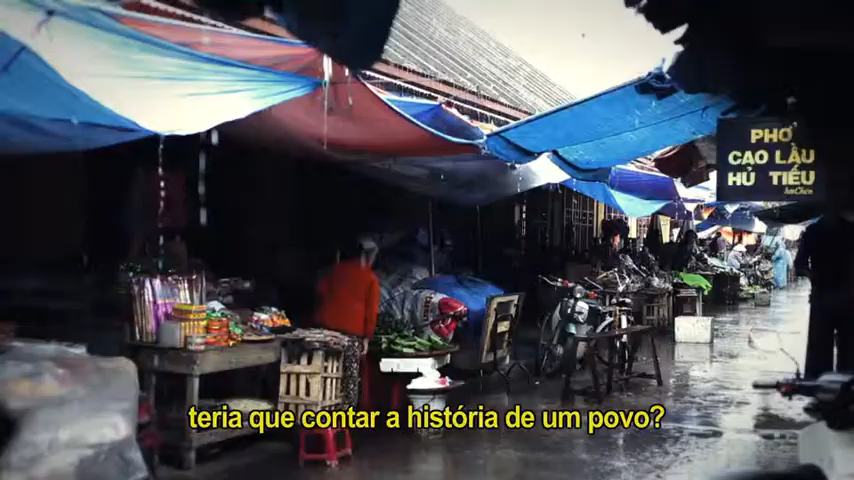 PHỞ
CAO LẦU
HỦ TIẾU
teria que contar a história de um povo?